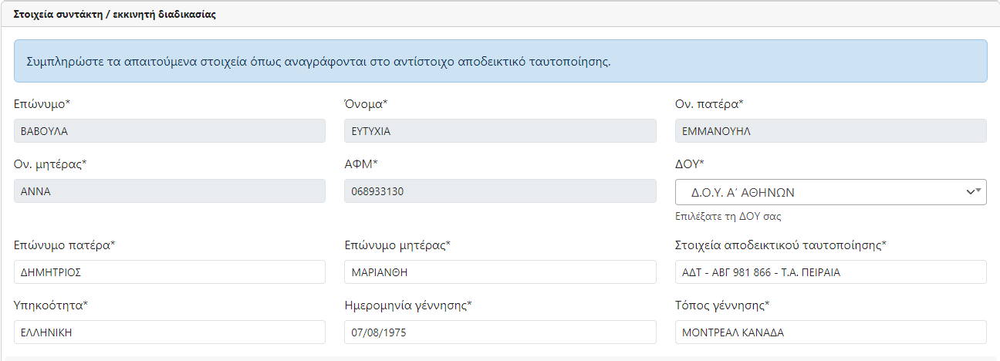 Στοιχεία συντάκτη / εκκινητή διαδικασίας
Συμπληρώστε τα απαιτούμενα στοιχεία όπως αναγράφονται στο αντίστοιχο αποδεικτικό ταυτοποίησης.
Επώνυμο* Όνομα* Ον. πατέρα*
ΒΑΒΟΥΛΑ ΕΥΤΥΧΙΑ ΕΜΜΑΝΟΥΗΛ
Ον. μητέρας* ΑΦΜ* ΔΟΥ*
ΑΝΝΑ 068933130 Δ.Ο.Υ. Α΄ ΑΘΗΝΩΝ
Επιλέξατε τη ΔΟΥ σας
Επώνυμο πατέρα* Επώνυμο μητέρας* Στοιχεία αποδεικτικού ταυτοποίησης*
ΔΗΜΗΤΡΙΟΣ ΜΑΡΙΑΝΘΗ ΑΔΤ - ΑΒΓ 981 866 - Τ.Α. ΠΕΙΡΑΙΑ
Υπηκοότητα* Ημερομηνία γέννησης* Τόπος γέννησης*
ΕΛΛΗΝΙΚΗ 07/08/1975 ΜΟΝΤΡΕΑΛ ΚΑΝΑΔΑ